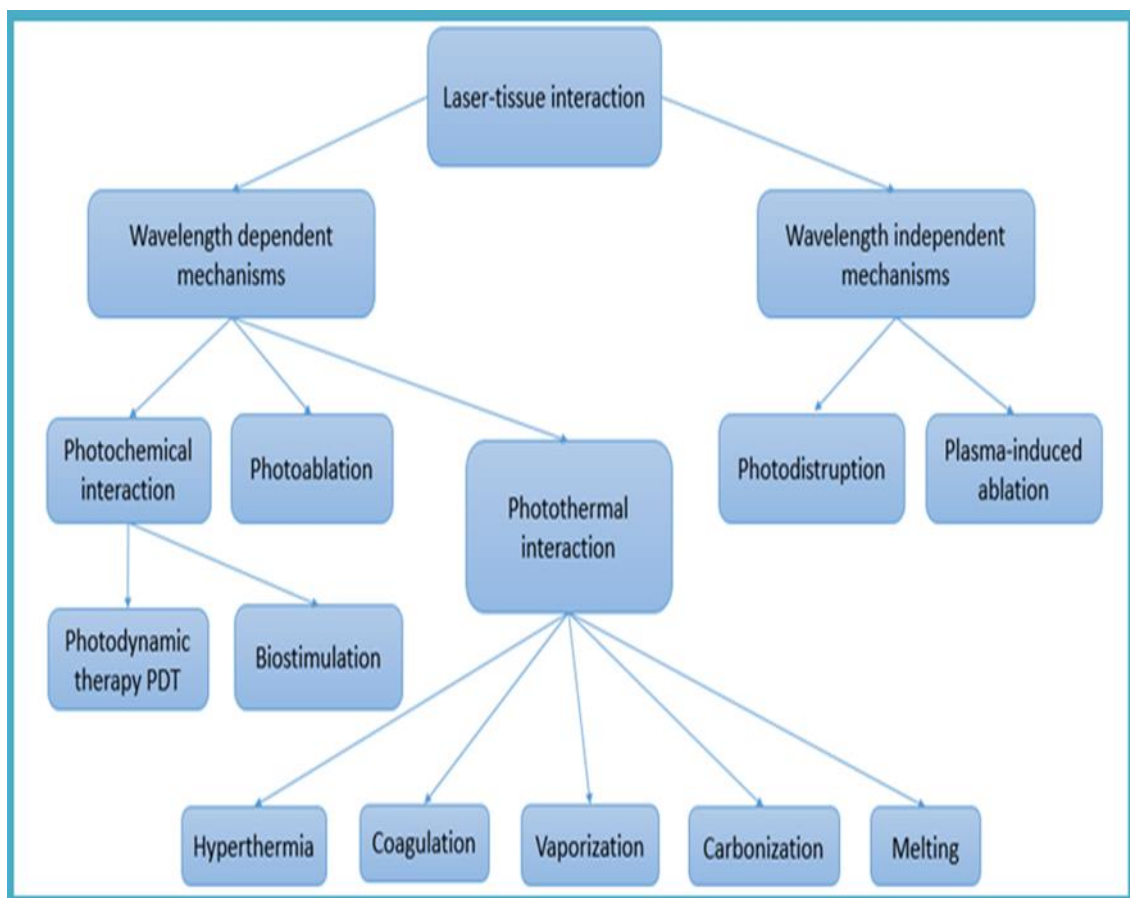 Laser-tissue interaction
Wavelength dependent
mechanisms
Wavelength independent
mechanisms
Photochemical
interaction
Photoablation
Photothermal
interaction
Photodistruption
Plasma-induced
ablation
Photodynamic
therapy PDT
Biostimulation
Hyperthermia
Coagulation
Vaporization
Carbonization
Melting